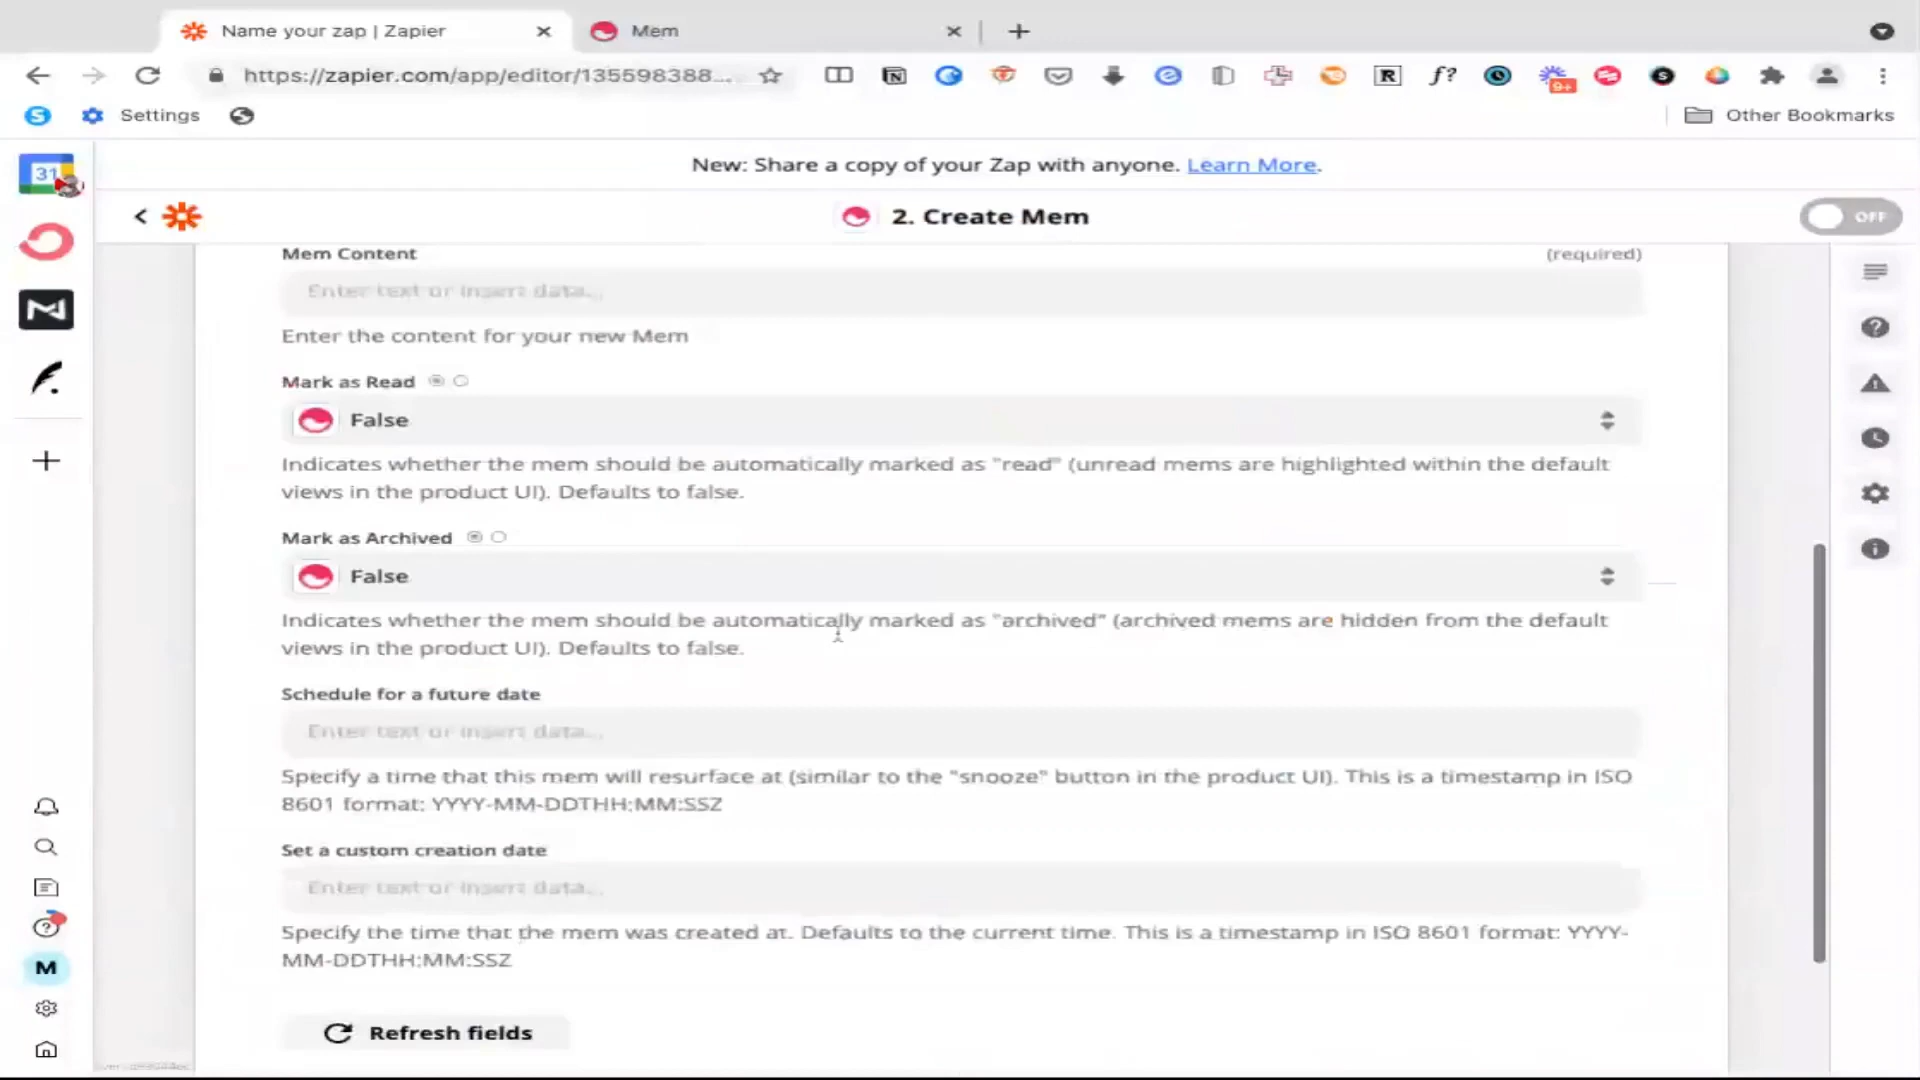 Name your zap | Zapier
Mem
https://zapier.com/app/editor/135598388...
9+
Settings
Other Bookmarks
31
New: Share a copy of your Zap with anyone. Learn More.
2. Create Mem
OFF
Mem Content
(required)
Enter text or insert data...
Enter the content for your new Mem
Mark as Read
False
Indicates whether the mem should be automatically marked as "read" (unread mems are highlighted within the default
views in the product UI). Defaults to false.
Mark as Archived
False
Indicates whether the mem should be automatically marked as "archived" (archived mems are hidden from the default
views in the product UI). Defaults to false.
Schedule for a future date
Enter text or insert data...
Specify a time that this mem will resurface at (similar to the "snooze" button in the product UI). This is a timestamp in ISO
8601 format: YYYY-MM-DDTHH:MM:SSZ
Set a custom creation date
Enter text or insert data...
Specify the time that the mem was created at. Defaults to the current time. This is a timestamp in ISO 8601 format: YYYY-
MM-DDTHH:MM:SSZ
M
Refresh fields